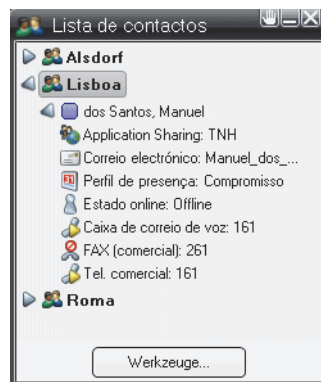 Lista de contactos
Alsdorf
Lisboa
dos Santos, Manuel
Application Sharing: TNH
Correio electrónico: Manuel_dos_...
Perfil de presença: Compromisso
Estado online: Offline
Caixa de correio de voz: 161
FAX (comercial): 261
Tel. comercial: 161
Roma
Werkzeuge...